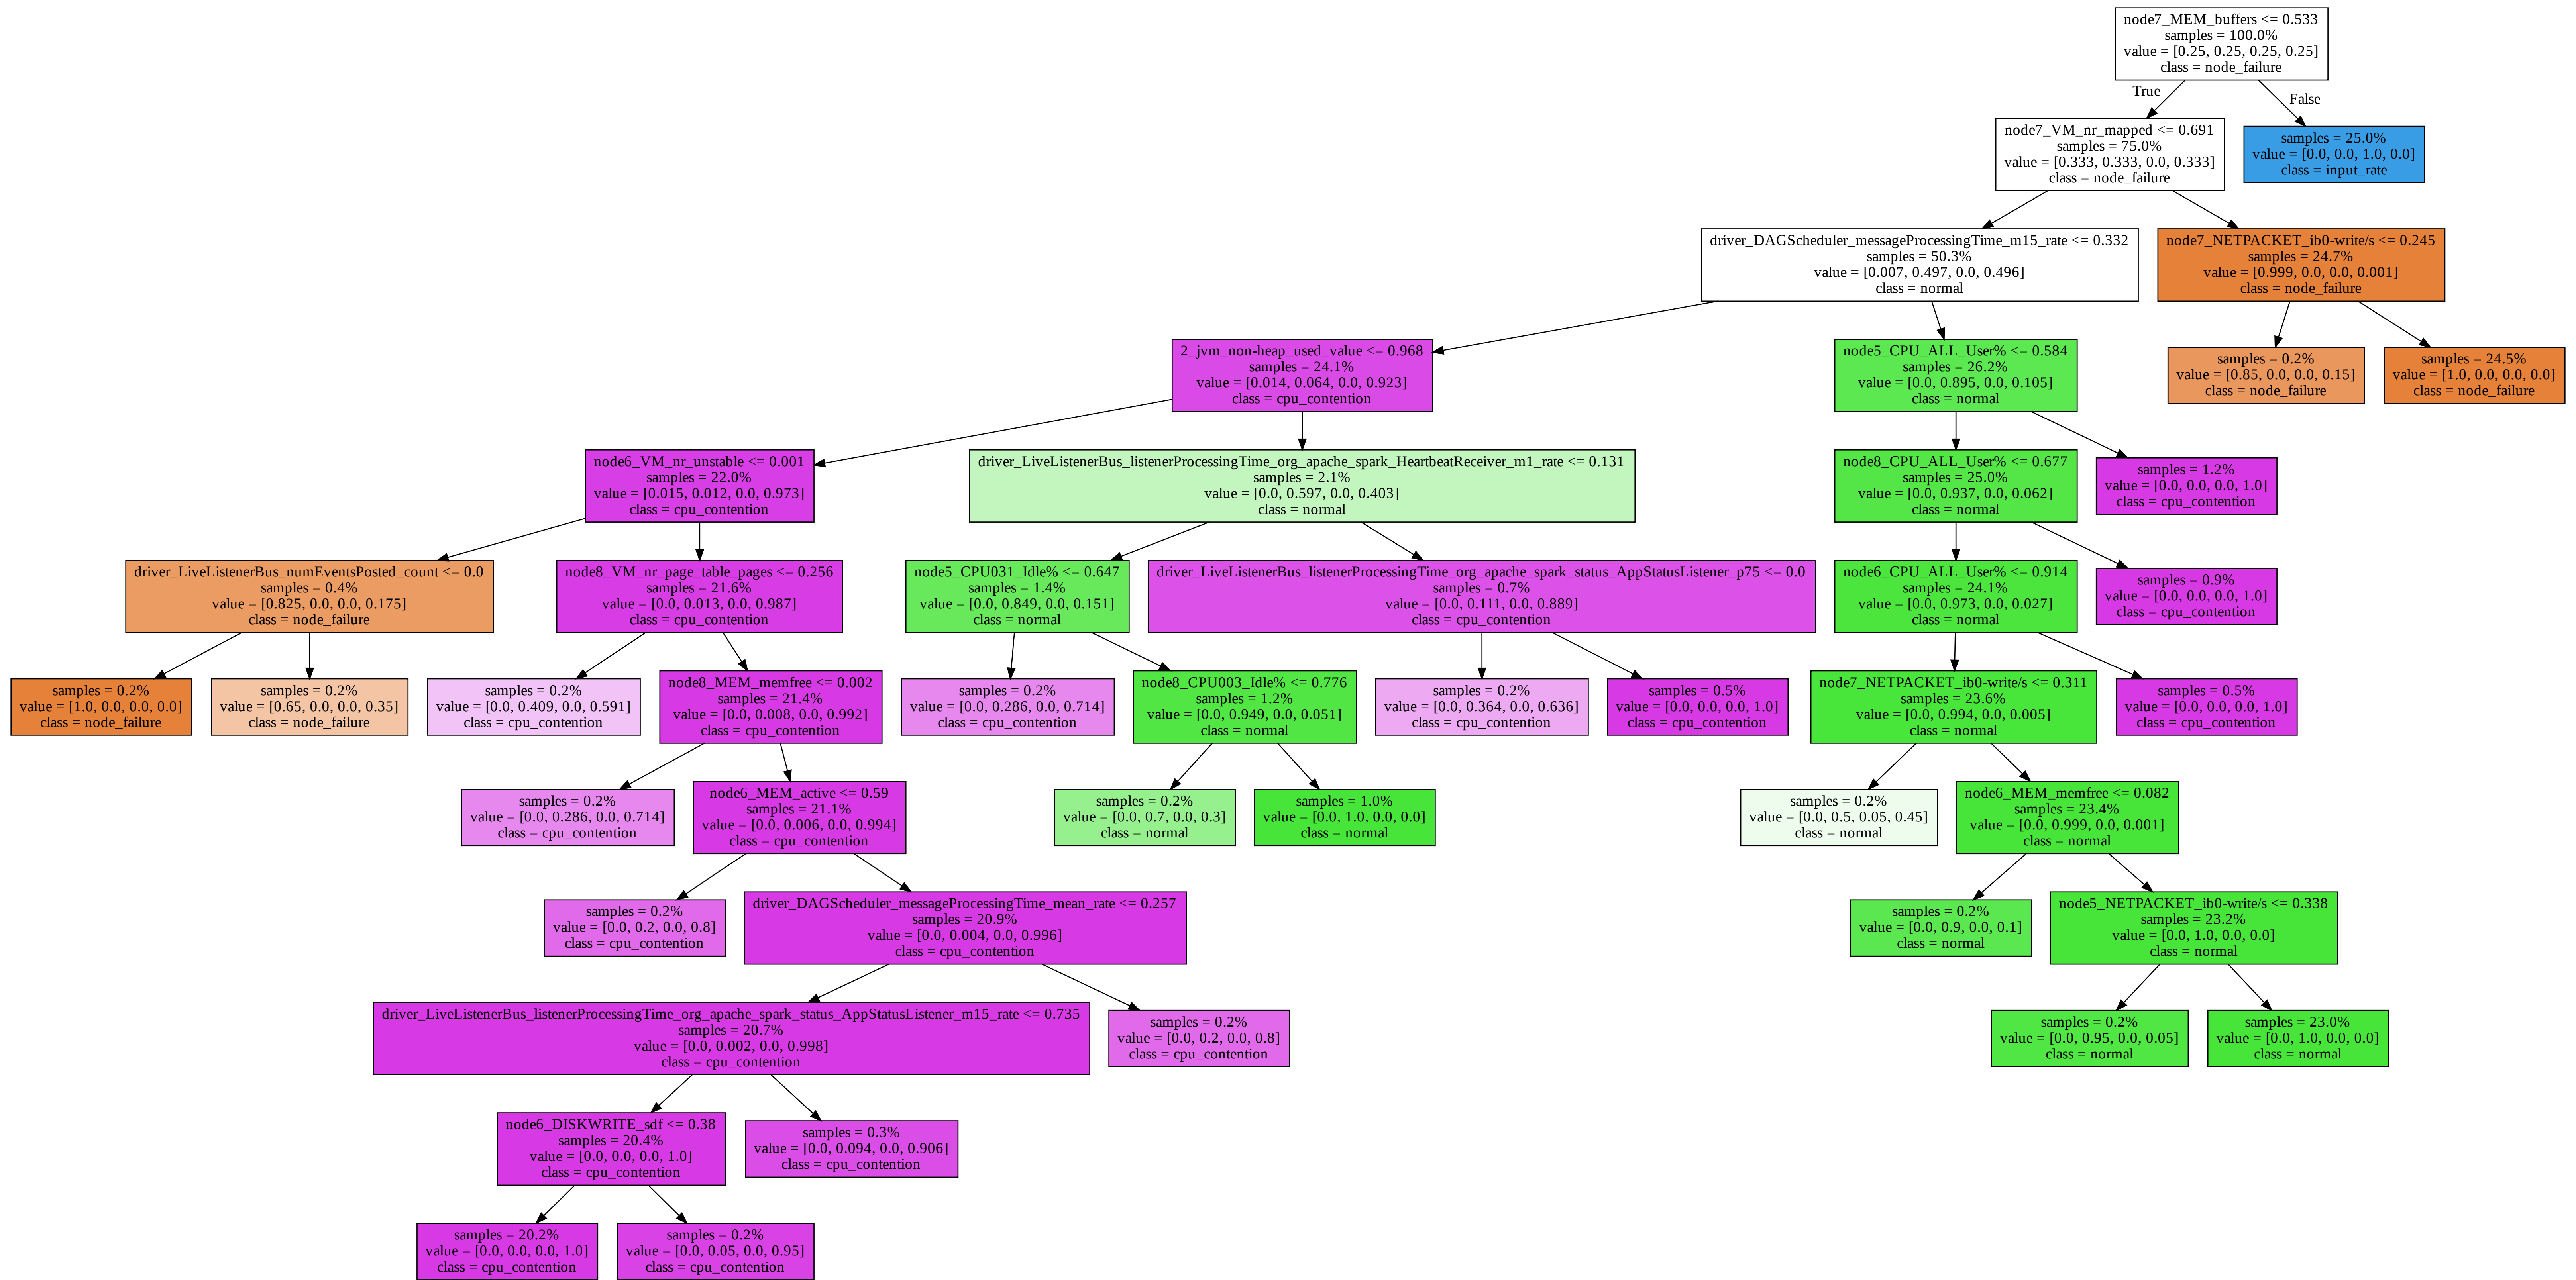 node7_MEM_buffers <= 0.533
samples = 100.0%
value = [0.25, 0.25, 0.25, 0.25]
class = node_failure
True
False
node7_VM_nr_mapped <= 0.691
samples = 75.0%
value = [0.333, 0.333, 0.0, 0.333]
class = node_failure
samples = 25.0%
value = [0.0, 0.0, 1.0, 0.0]
class = input_rate
driver_DAGScheduler_messageProcessingTime_m15_rate <= 0.332
samples = 50.3%
value = [0.007, 0.497, 0.0, 0.496]
class = normal
node7_NETPACKET_ib0-write/s <= 0.245
samples = 24.7%
value = [0.999, 0.0, 0.0, 0.001]
class = node_failure
2_jvm_non-heap_used_value <= 0.968
samples = 24.1%
value = [0.014, 0.064, 0.0, 0.923]
class = cpu_contention
node5_CPU_ALL_User% <= 0.584
samples = 26.2%
value = [0.0, 0.895, 0.0, 0.105]
class = normal
samples = 0.2%
value = [0.85, 0.0, 0.0, 0.15]
class = node_failure
samples = 24.5%
value = [1.0, 0.0, 0.0, 0.0]
class = node_failure
node6_VM_nr_unstable <= 0.001
samples = 22.0%
value = [0.015, 0.012, 0.0, 0.973]
class = cpu_contention
driver_LiveListenerBus_listenerProcessingTime_org_apache_spark_HeartbeatReceiver_m1_rate <= 0.131
samples = 2.1%
value = [0.0, 0.597, 0.0, 0.403]
class = normal
node8_CPU_ALL_User% <= 0.677
samples = 25.0%
value = [0.0, 0.937, 0.0, 0.062]
class = normal
samples = 1.2%
value = [0.0, 0.0, 0.0, 1.0]
class = cpu_contention
driver_LiveListenerBus_numEventsPosted_count <= 0.0
samples = 0.4%
value = [0.825, 0.0, 0.0, 0.175]
class = node_failure
node8_VM_nr_page_table_pages <= 0.256
samples = 21.6%
value = [0.0, 0.013, 0.0, 0.987]
class = cpu_contention
node5_CPU031_Idle% <= 0.647
samples = 1.4%
value = [0.0, 0.849, 0.0, 0.151]
class = normal
driver_LiveListenerBus_listenerProcessingTime_org_apache_spark_status_AppStatusListener_p75 <= 0.0
samples = 0.7%
value = [0.0, 0.111, 0.0, 0.889]
class = cpu_contention
node6_CPU_ALL_User% <= 0.914
samples = 24.1%
value = [0.0, 0.973, 0.0, 0.027]
class = normal
samples = 0.9%
value = [0.0, 0.0, 0.0, 1.0]
class = cpu_contention
samples = 0.2%
value = [1.0, 0.0, 0.0, 0.0]
class = node_failure
samples = 0.2%
value = [0.65, 0.0, 0.0, 0.35]
class = node_failure
samples = 0.2%
value = [0.0, 0.409, 0.0, 0.591]
class = cpu_contention
node8_MEM_memfree <= 0.002
samples = 21.4%
value = [0.0, 0.008, 0.0, 0.992]
class = cpu_contention
samples = 0.2%
value = [0.0, 0.286, 0.0, 0.714]
class = cpu_contention
node8_CPU003_Idle% <= 0.776
samples = 1.2%
value = [0.0, 0.949, 0.0, 0.051]
class = normal
samples = 0.2%
value = [0.0, 0.364, 0.0, 0.636]
class = cpu_contention
samples = 0.5%
value = [0.0, 0.0, 0.0, 1.0]
class = cpu_contention
node7_NETPACKET_ib0-write/s <= 0.311
samples = 23.6%
value = [0.0, 0.994, 0.0, 0.005]
class = normal
samples = 0.5%
value = [0.0, 0.0, 0.0, 1.0]
class = cpu_contention
samples = 0.2%
value = [0.0, 0.286, 0.0, 0.714]
class = cpu_contention
node6_MEM_active <= 0.59
samples = 21.1%
value = [0.0, 0.006, 0.0, 0.994]
class = cpu_contention
samples = 0.2%
value = [0.0, 0.7, 0.0, 0.3]
class = normal
samples = 1.0%
value = [0.0, 1.0, 0.0, 0.0]
class = normal
samples = 0.2%
value = [0.0, 0.5, 0.05, 0.45]
class = normal
node6_MEM_memfree <= 0.082
samples = 23.4%
value = [0.0, 0.999, 0.0, 0.001]
class = normal
samples = 0.2%
value = [0.0, 0.2, 0.0, 0.8]
class = cpu_contention
driver_DAGScheduler_messageProcessingTime_mean_rate <= 0.257
samples = 20.9%
value = [0.0, 0.004, 0.0, 0.996]
class = cpu_contention
samples = 0.2%
value = [0.0, 0.9, 0.0, 0.1]
class = normal
node5_NETPACKET_ib0-write/s <= 0.338
samples = 23.2%
value = [0.0, 1.0, 0.0, 0.0]
class = normal
driver_LiveListenerBus_listenerProcessingTime_org_apache_spark_status_AppStatusListener_m15_rate <= 0.735
samples = 20.7%
value = [0.0, 0.002, 0.0, 0.998]
class = cpu_contention
samples = 0.2%
value = [0.0, 0.2, 0.0, 0.8]
class = cpu_contention
samples = 0.2%
value = [0.0, 0.95, 0.0, 0.05]
class = normal
samples = 23.0%
value = [0.0, 1.0, 0.0, 0.0]
class = normal
node6_DISKWRITE_sdf <= 0.38
samples = 20.4%
value = [0.0, 0.0, 0.0, 1.0]
class = cpu_contention
samples = 0.3%
value = [0.0, 0.094, 0.0, 0.906]
class = cpu_contention
samples = 20.2%
value = [0.0, 0.0, 0.0, 1.0]
class = cpu_contention
samples = 0.2%
value = [0.0, 0.05, 0.0, 0.95]
class = cpu_contention